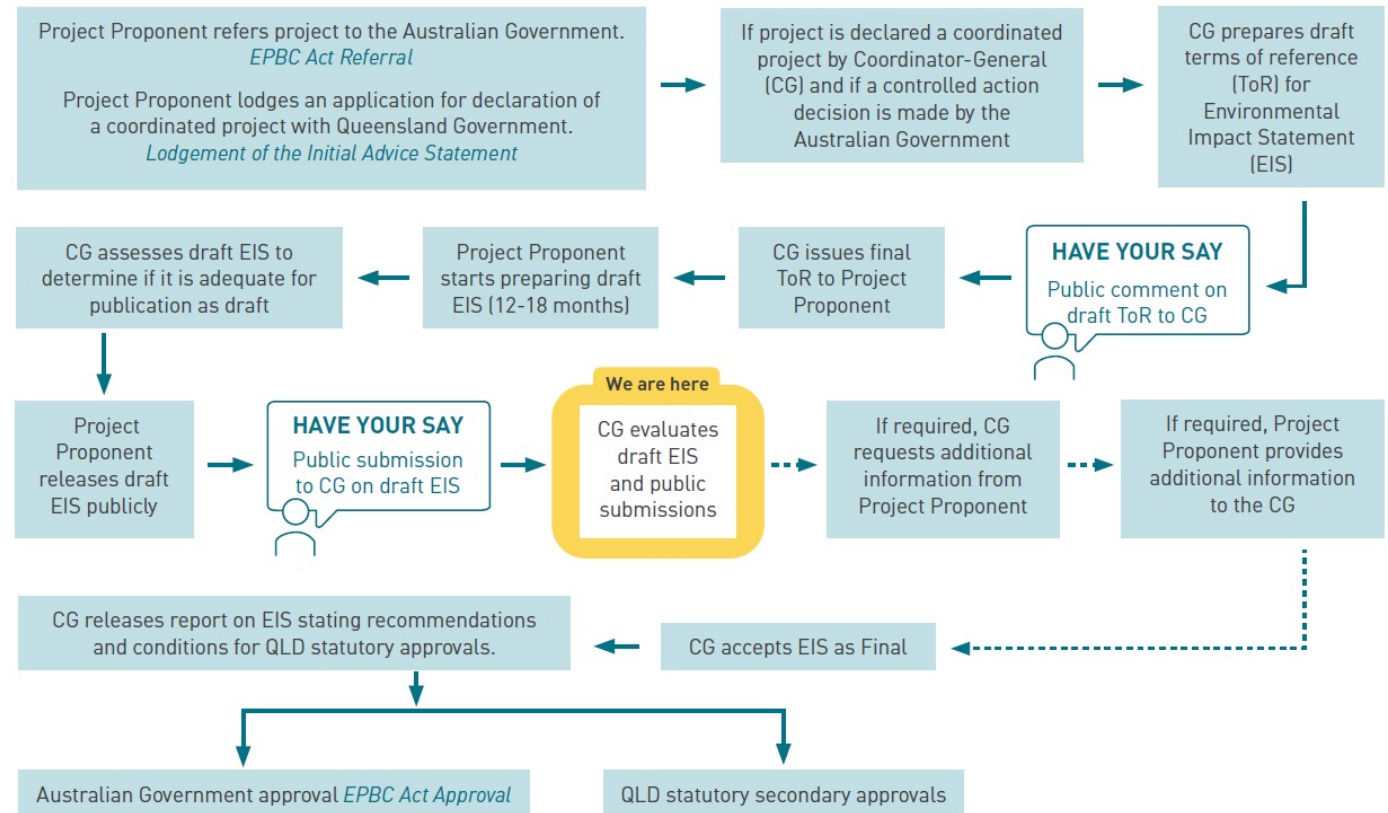 Project Proponent refers project to the Australian Government.
EPBC Act Referral
Project Proponent lodges an application for declaration of
a coordinated project with Queensland Government.
Lodgement of the Initial Advice Statement
If project is declared a coordinated
project by Coordinator-General
(CG) and if a controlled action
decision is made by the
Australian Government
CG prepares draft
terms of reference
(ToR) for
Environmental
Impact Statement
(EIS)
HAVE YOUR SAY
Public comment on
draft ToR to CG
CG issues final
ToR to Project
Proponent
Project Proponent
starts preparing draft
EIS (12-18 months)
CG assesses draft EIS to
determine if it is adequate for
publication as draft
Project
Proponent
releases draft
EIS publicly
HAVE YOUR SAY
Public submission
to CG on draft EIS
We are here
CG evaluates
draft EIS
and public
submissions
If required, CG
requests additional
information from
Project Proponent
If required, Project
Proponent provides
additional information
to the CG
CG accepts EIS as Final
CG releases report on EIS stating recommendations
and conditions for QLD statutory approvals.
Australian Government approval EPBC Act Approval
QLD statutory secondary approvals